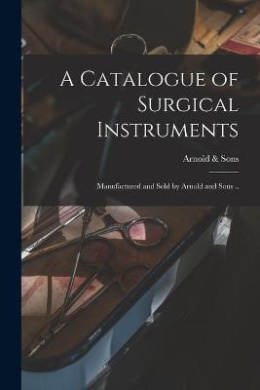 A CATALOGUE OF
SURGICAL
INSTRUMENTS
Arnold & Sons
Manufactured and Sold by Arnold and Sons ..